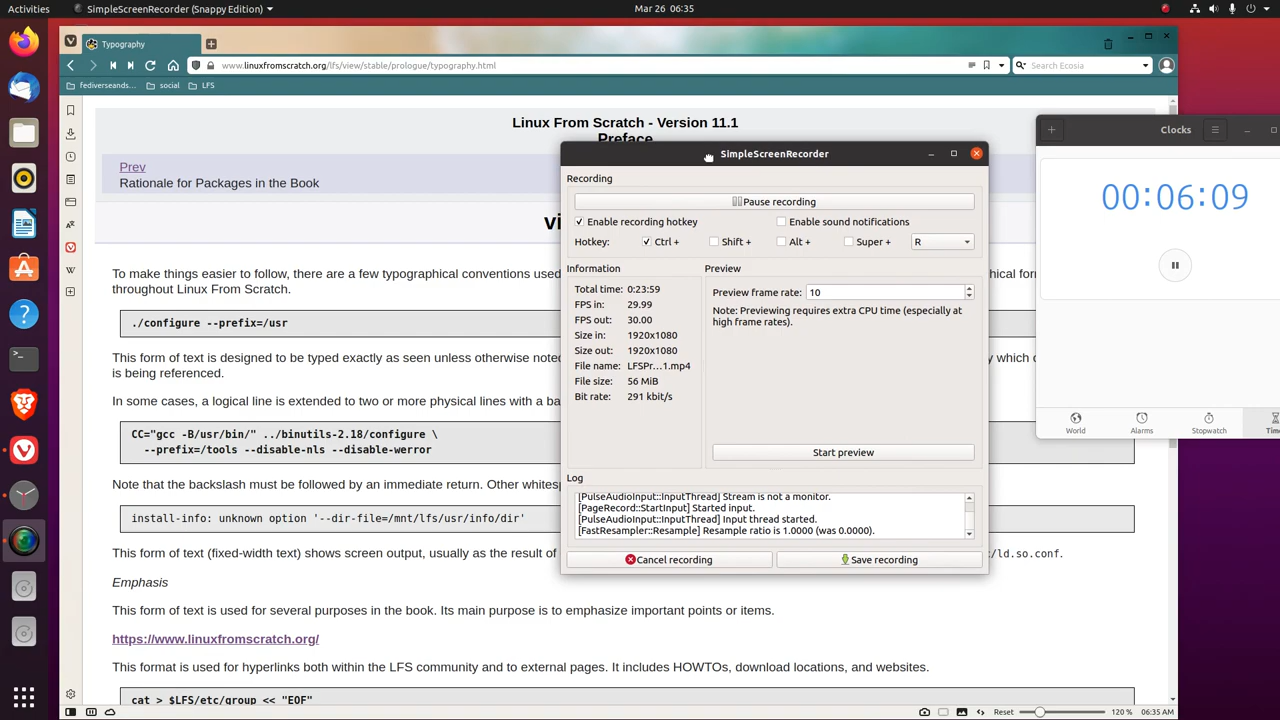 Activities
SimpleScreenRecorder (Snappy Edition)
Mar 26 06:35
Typography
www.linuxfromscratch.org/lfs/view/stable/prologue/typography.html
Search Ecosia
fediverseands...
social
LFS
Linux From Scratch - Version 11.1
Preface
Prev
Rationale for Packages in the Book
To make things easier to follow, there are a few typographical conventions used
throughout Linux From Scratch.
./configure --prefix=/usr
This form of text is designed to be typed exactly as seen unless otherwise note
is being referenced.
In some cases, a logical line is extended to two or more physical lines with a ba
CC="gcc -B/usr/bin/" ../binutils-2.18/configure \
--prefix=/tools --disable-nls --disable-werror
Note that the backslash must be followed by an immediate return. Other whites
install-info: unknown option '--dir-file=/mnt/lfs/usr/info/dir'
This form of text (fixed-width text) shows screen output, usually as the result of
c/ld.so.conf.
Emphasis
This form of text is used for several purposes in the book. Its main purpose is to emphasize important points or items.
https://www.linuxfromscratch.org/
This format is used for hyperlinks both within the LFS community and to external pages. It includes HOWTOs, download locations, and websites.
cat > $LFS/etc/group << "EOF"
SimpleScreenRecorder
Recording
Pause recording
Enable recording hotkey
Enable sound notifications
Hotkey:
Ctrl +
Shift +
Alt +
Super +
R
Information
Total time: 0:23:59
FPS in: 29.99
FPS out: 30.00
Size in: 1920x1080
Size out: 1920x1080
File name: LFSPr…1.mp4
File size: 56 MiB
Bit rate: 291 kbit/s
Preview
Preview frame rate: 10
Note: Previewing requires extra CPU time (especially at
high frame rates).
Start preview
Log
[PulseAudioInput::InputThread] Stream is not a monitor.
[PageRecord::StartInput] Started input.
[PulseAudioInput::InputThread] Input thread started.
[FastResampler::Resample] Resample ratio is 1.0000 (was 0.0000).
Cancel recording
Save recording
Clocks
00:06:09
World
Alarms
Stopwatch
Tim
Reset
120 %
06:35 AM